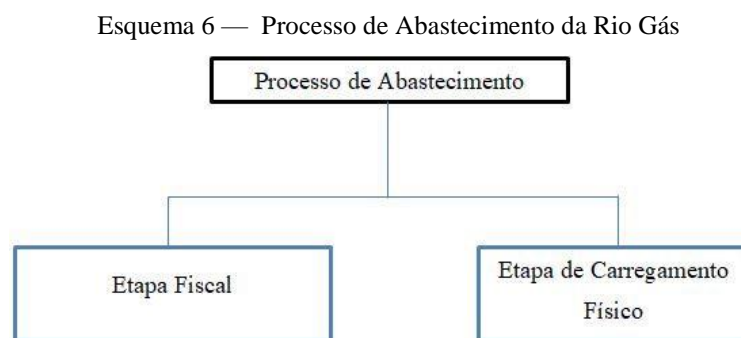 Esquema 6 — Processo de Abastecimento da Rio Gás
Processo de Abastecimento
Etapa Fiscal
Etapa de Carregamento
Físico